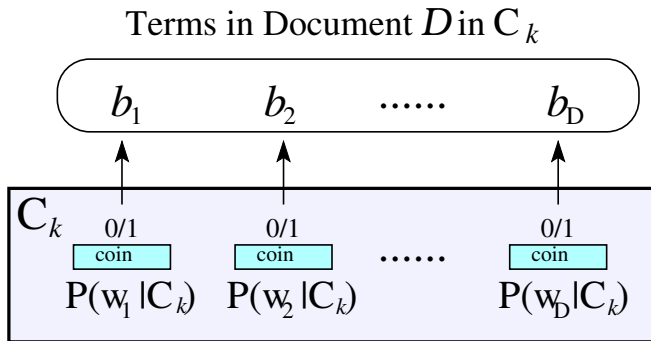 Terms in Document D in C_k
b_1 b_2 ...... b_D
C_k
0/1 0/1 0/1
coin coin ...... coin
P(w_1|C_k) P(w_2|C_k) P(w_D|C_k)